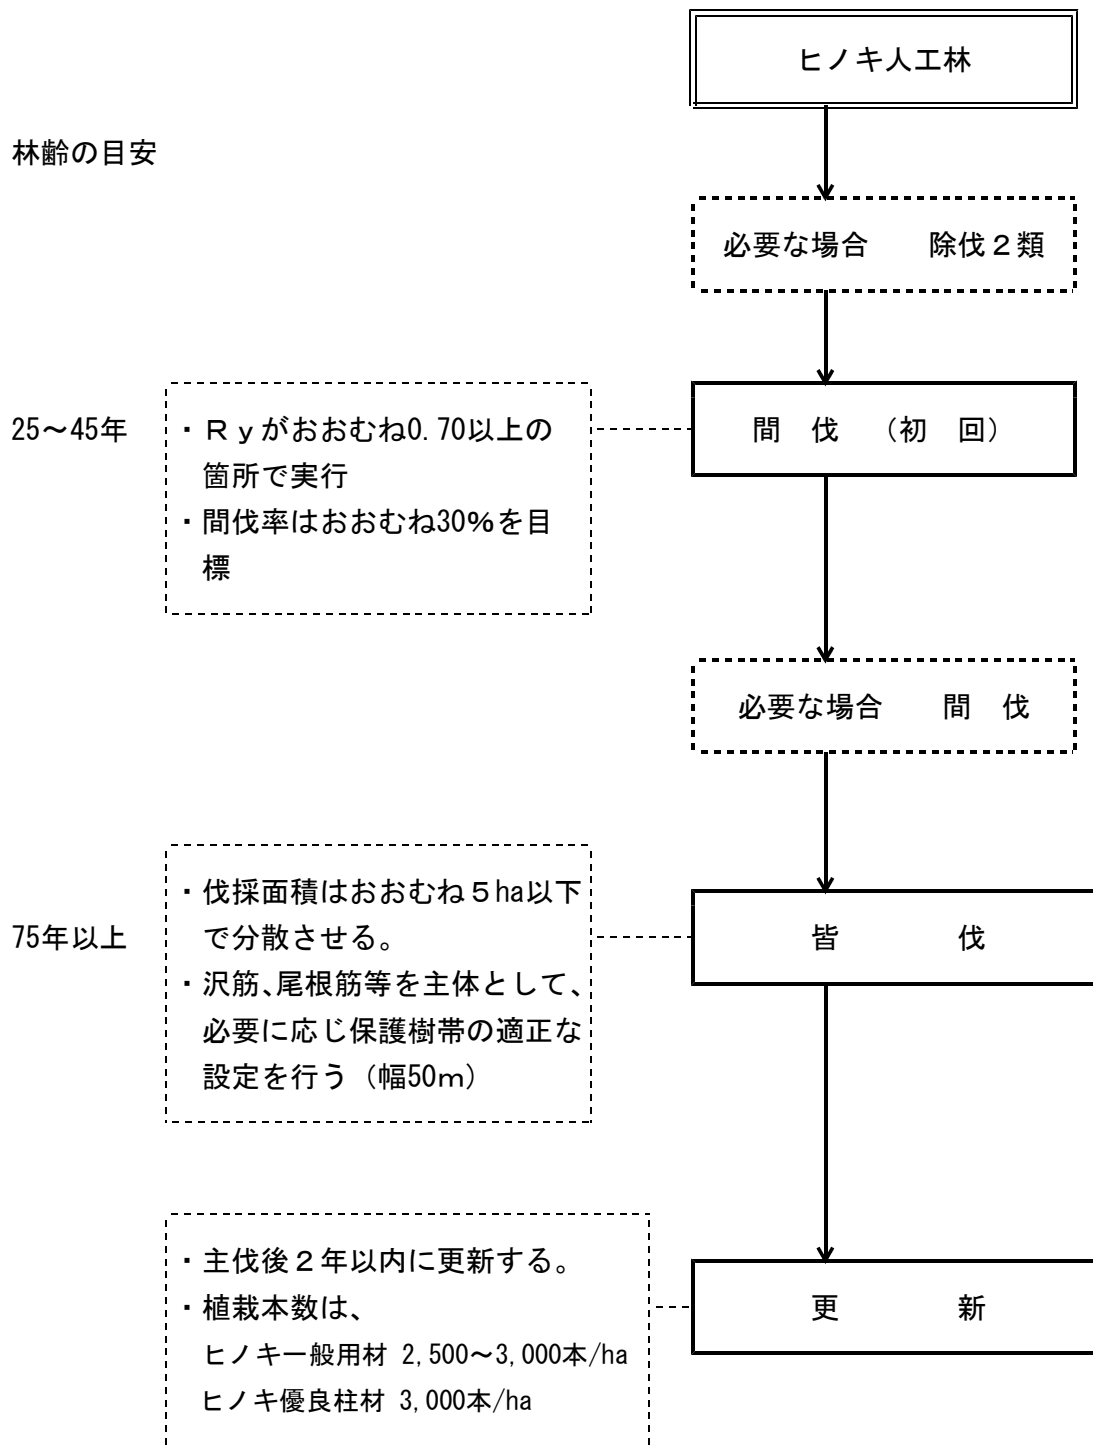 ヒノキ人工林
林齢の目安
必要な場合　　除伐２類
25～45年
・Ｒｙがおおむね0.70以上の
箇所で実行
・間伐率はおおむね30％を目
標
間　伐　（初　回）
必要な場合　　間　伐
75年以上
・伐採面積はおおむね５ha以下
で分散させる。
・沢筋、尾根筋等を主体として、
必要に応じ保護樹帯の適正な
設定を行う（幅50ｍ）
皆　　　　伐
・主伐後２年以内に更新する。
・植栽本数は、
ヒノキ一般用材 2,500～3,000本/ha
ヒノキ優良柱材 3,000本/ha
更　　　　新